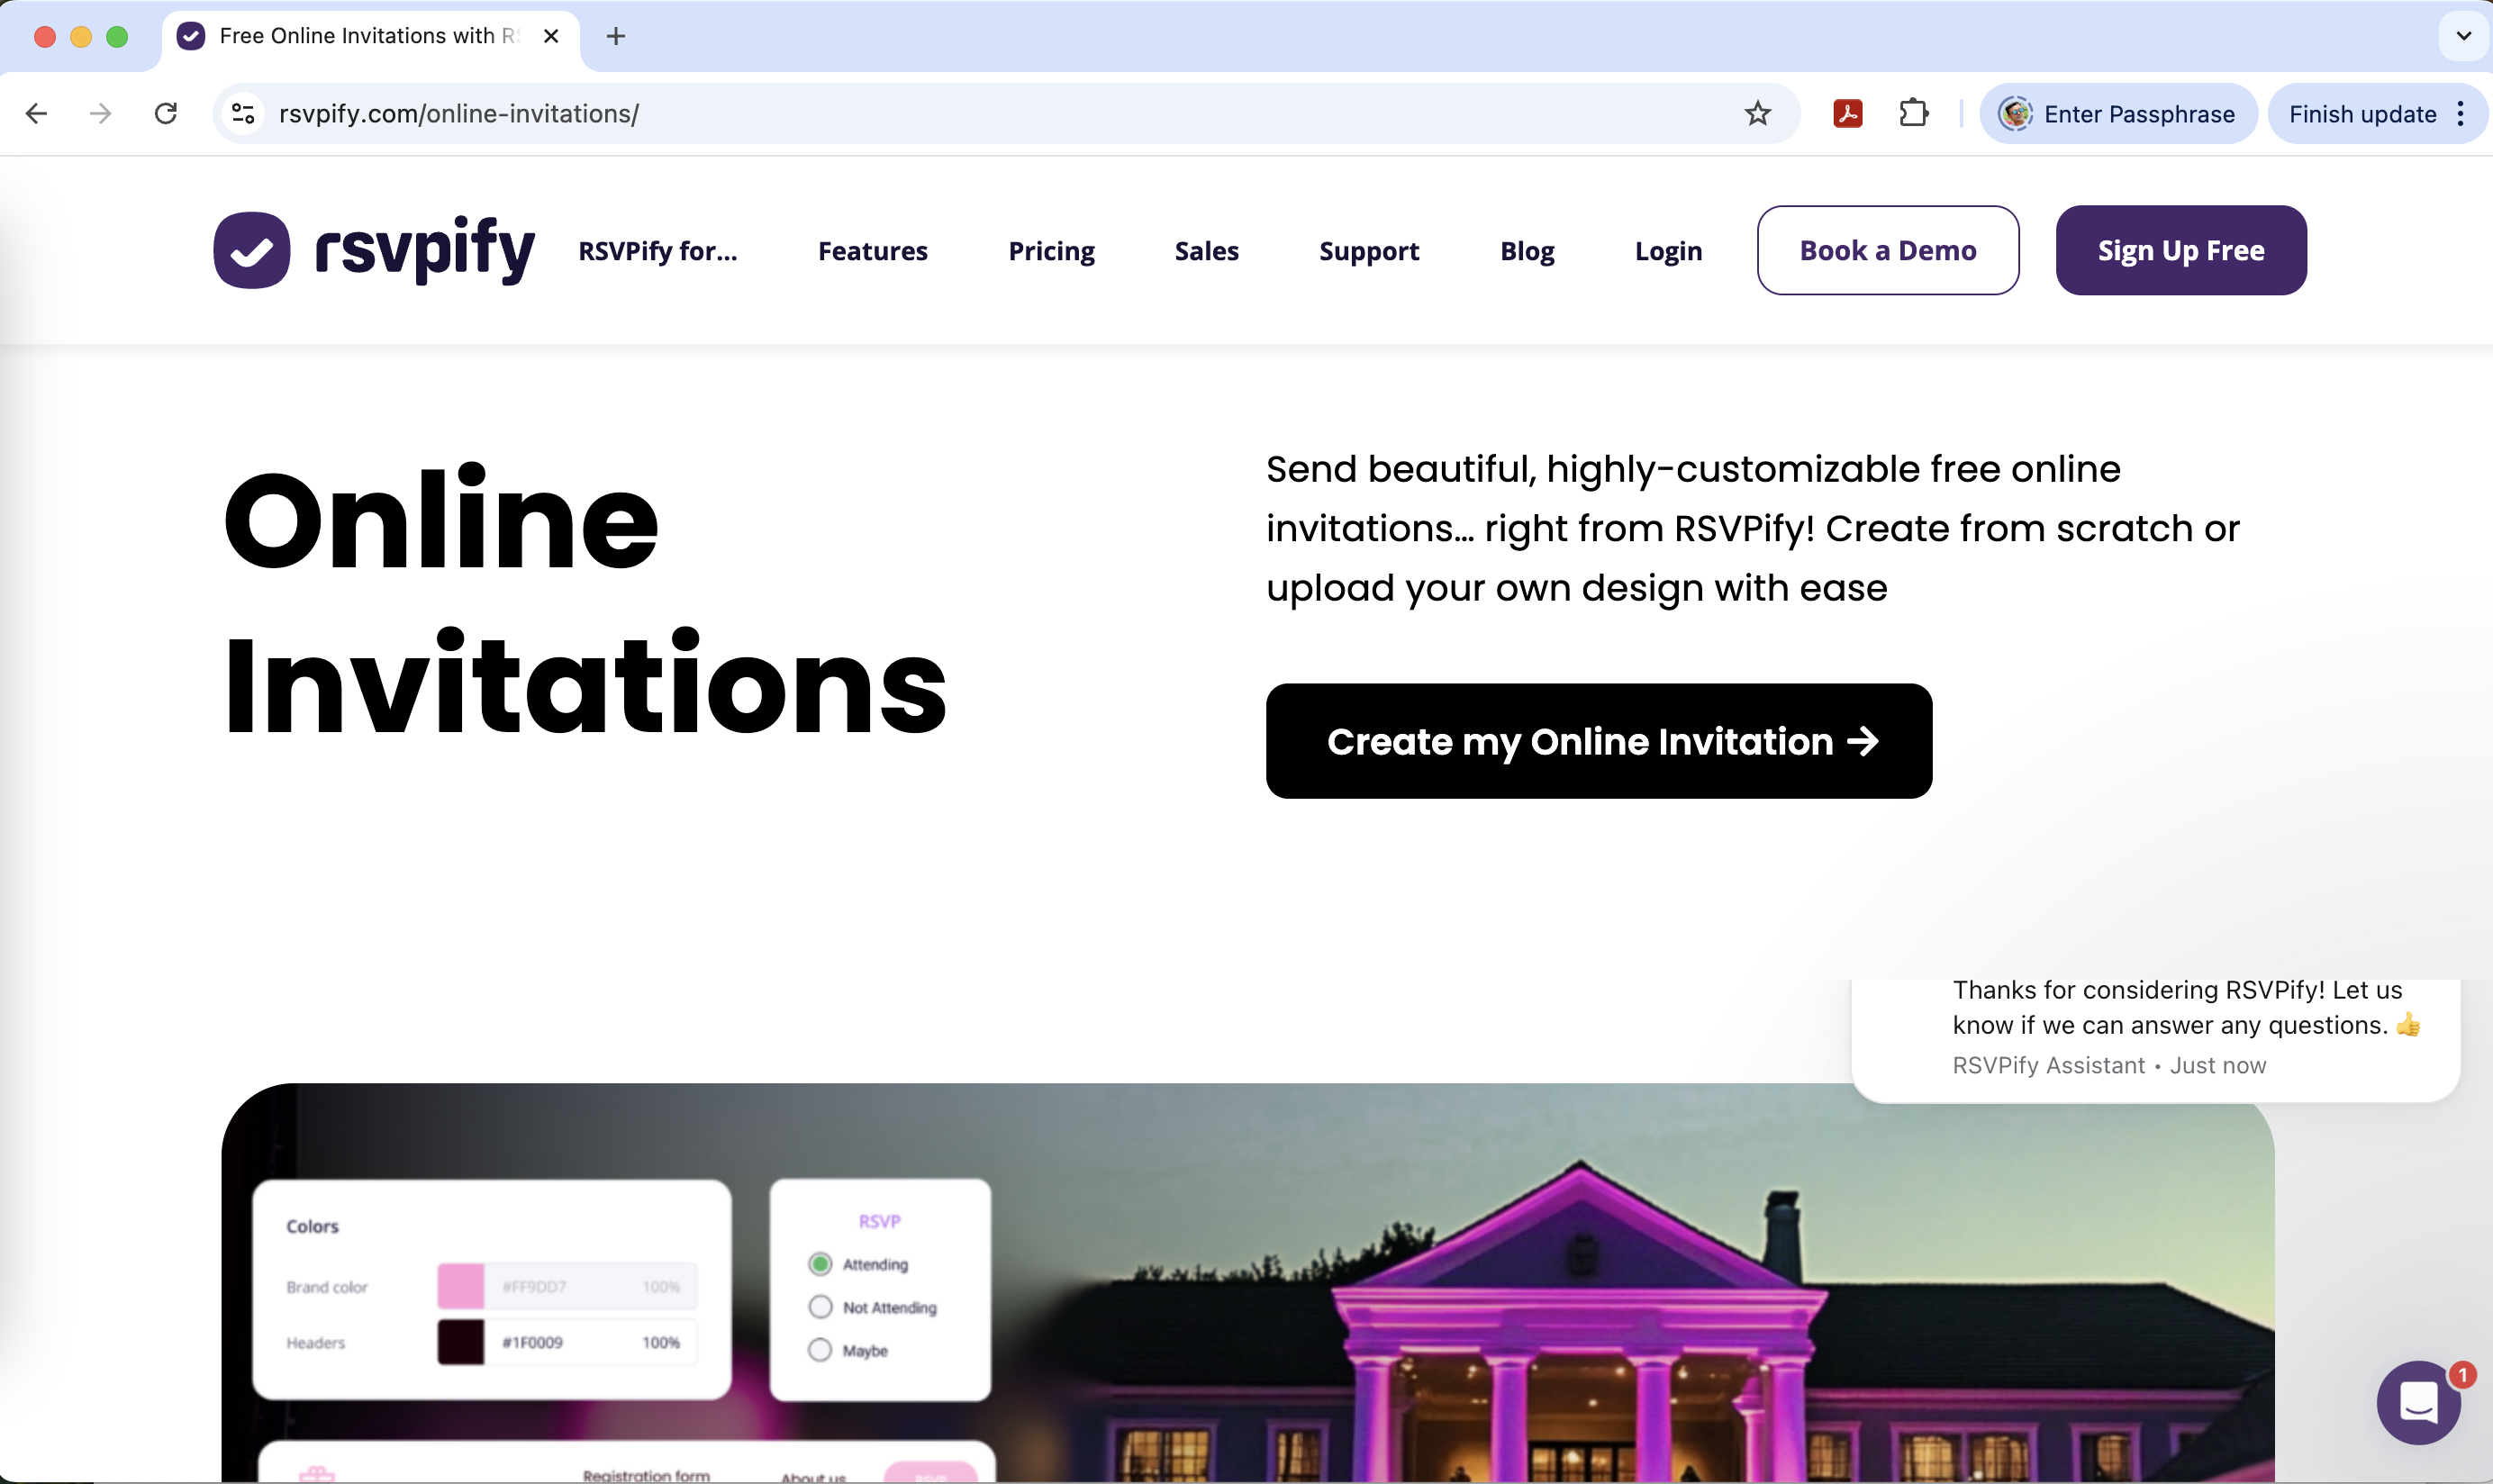 Free Online Invitations with RS
rsvpify.com/online-invitations/
Enter Passphrase
Finish update
rsvpify
RSVPify for...
Features
Pricing
Sales
Support
Blog
Login
Book a Demo
Sign Up Free
Online
Invitations
Send beautiful, highly-customizable free online
invitations... right from RSVPify! Create from scratch or
upload your own design with ease
Create my Online Invitation →
Thanks for considering RSVPify! Let us
know if we can answer any questions. 👍
RSVPify Assistant • Just now
Colors
Brand color
#FF9DD7
100%
Headers
#1F0009
100%
RSVP
Attending
Not Attending
Maybe
Registration form
About us
RSVP
1